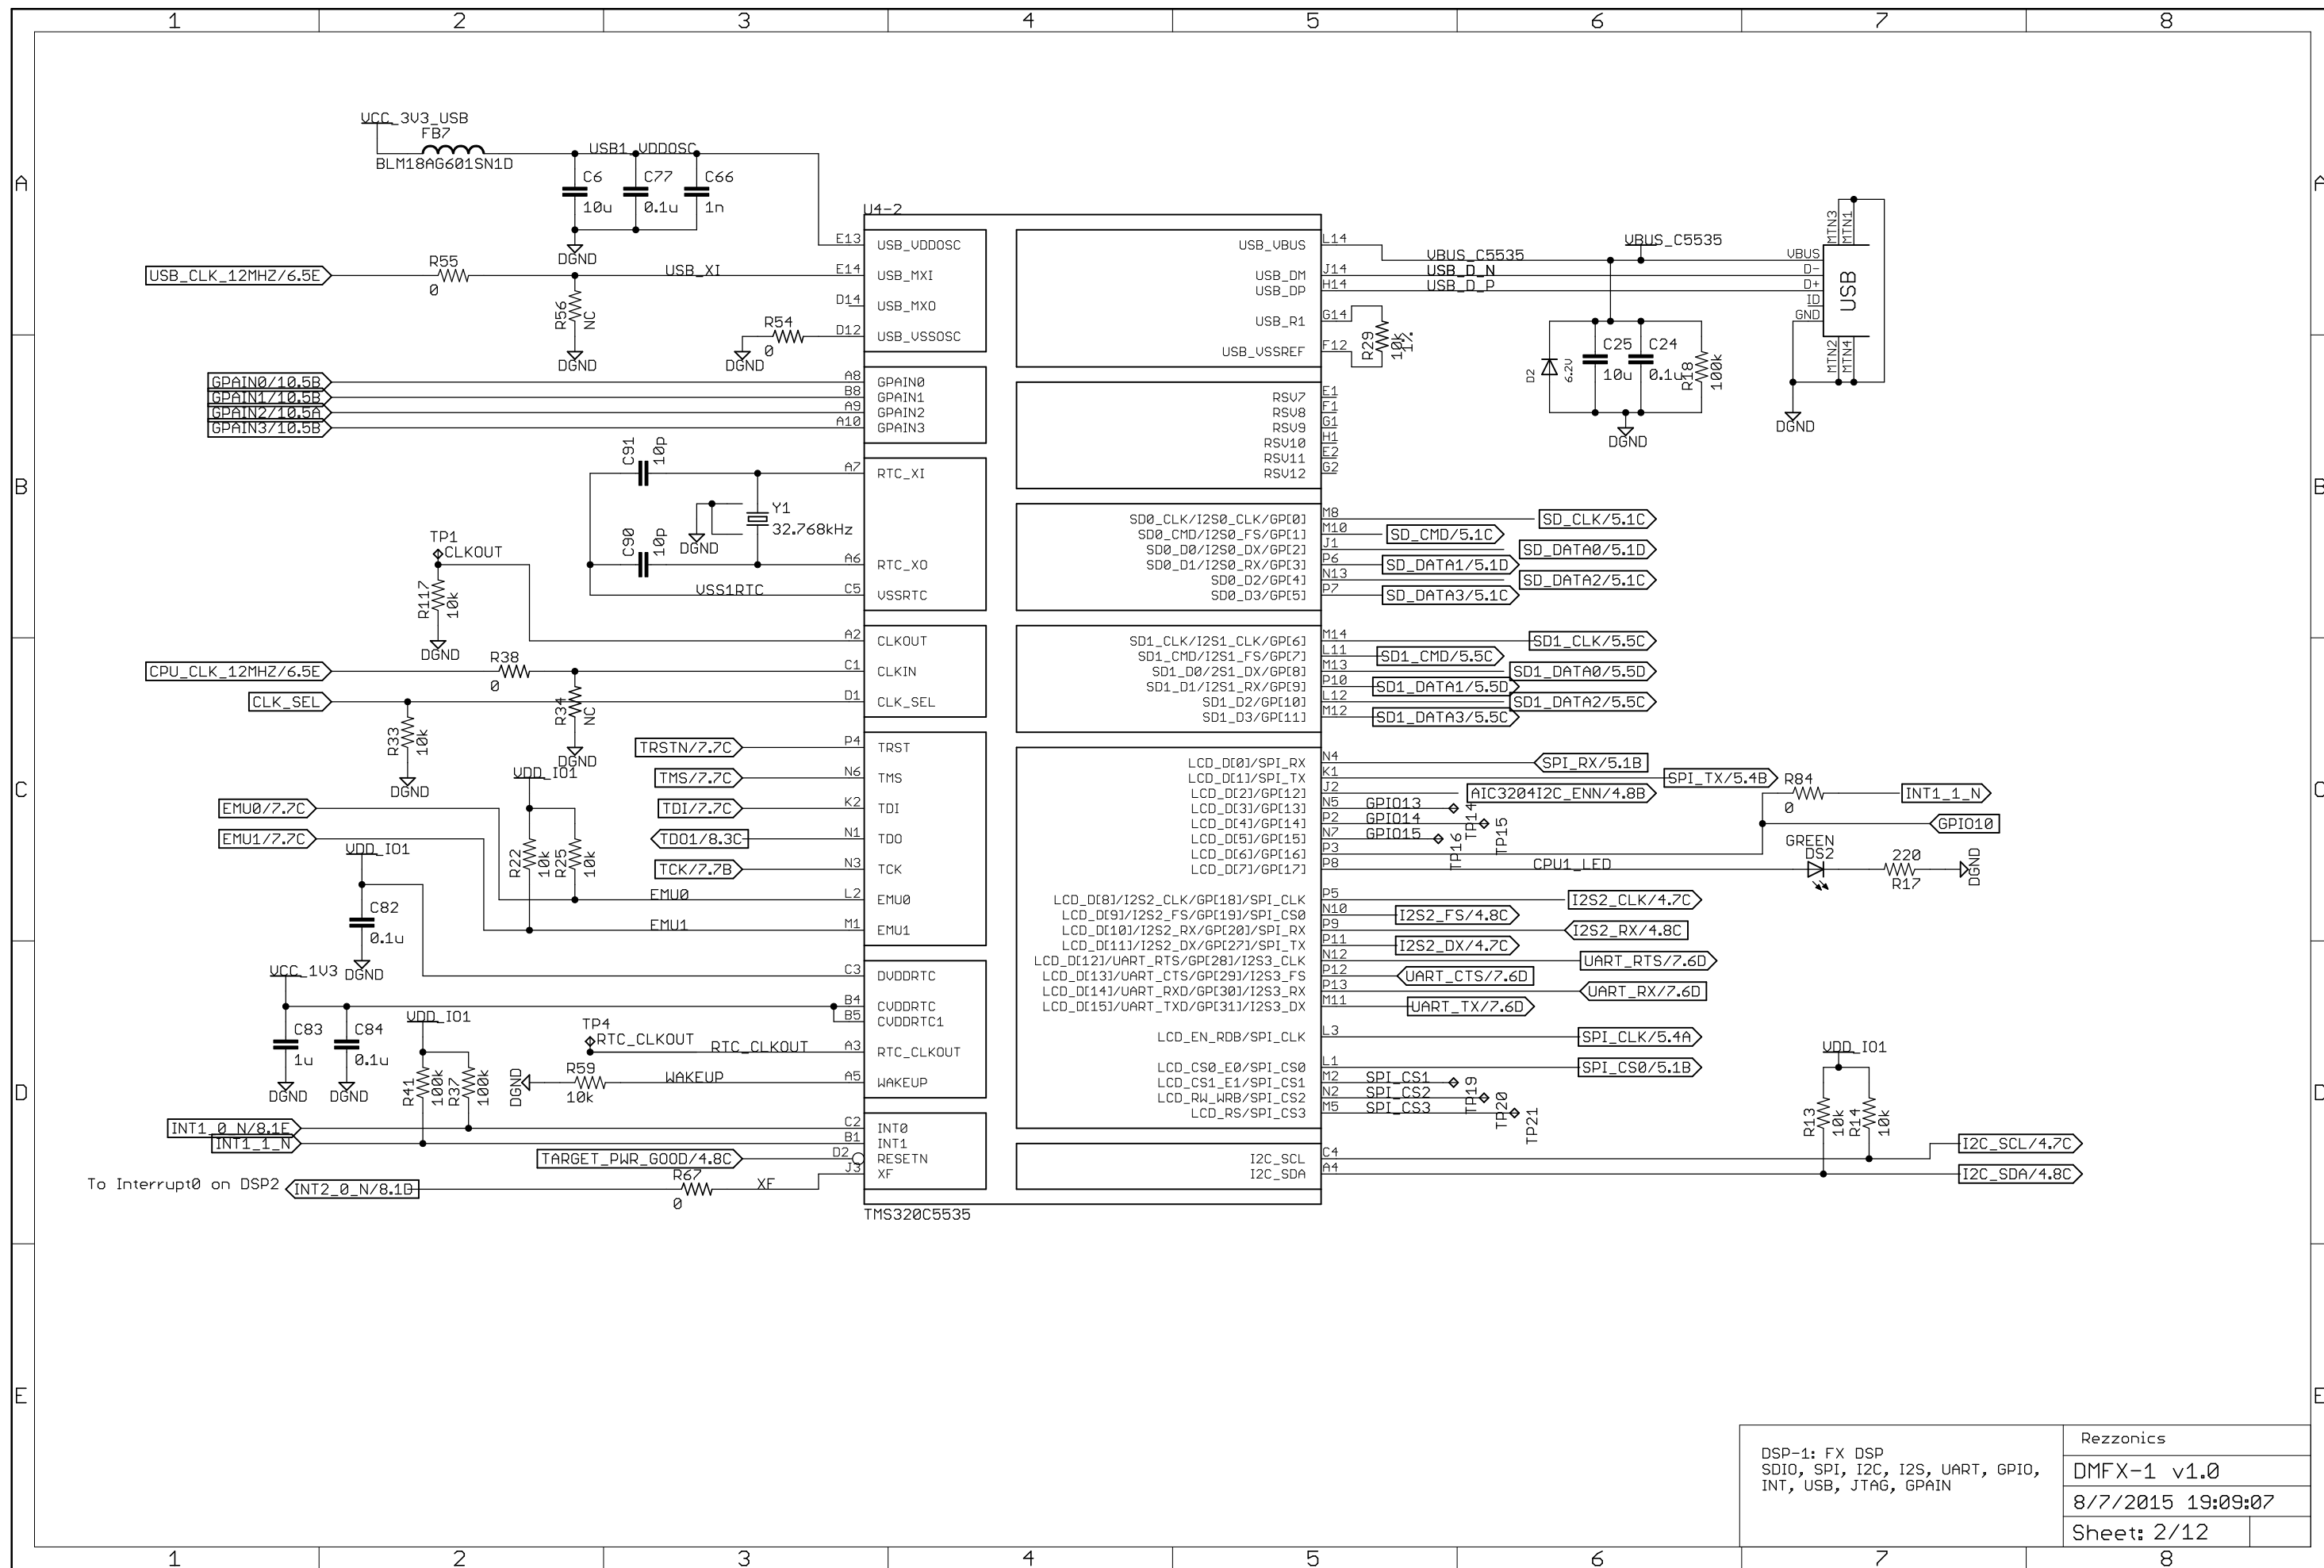 1 2 3 4 5 6 7 8
A
B
C
D
E
VCC_3V3_USB
FB7
BLM18AG601SN1D
USB1_VDDOSC
C6
10u
C77
0.1u
C66
1n
DGND
USB_CLK_12MHZ/6.5E
R55
0
USB_XI
R56
NC
DGND
R54
0
DGND
GPAIN0/10.5B
GPAIN1/10.5B
GPAIN2/10.5A
GPAIN3/10.5B
C91
10p
C90
10p
DGND
Y1
32.768kHz
VSS1RTC
TP1
CLKOUT
R117
10k
DGND
CPU_CLK_12MHZ/6.5E
R38
0
CLK_SEL
R34
NC
DGND
R33
10k
DGND
TRSTN/7.7C
TMS/7.7C
TDI/7.7C
TDO1/8.3C
TCK/7.7B
VDD_IO1
EMU0/7.7C
EMU1/7.7C
R22
10k
R25
10k
EMU0
EMU1
VDD_IO1
C82
0.1u
DGND
VCC_1V3
C83
1u
C84
0.1u
DGND
DGND
VDD_IO1
R41
100k
R37
100k
TP4
RTC_CLKOUT
RTC_CLKOUT
DGND
R59
10k
WAKEUP
INT1_0_N/8.1E
INT1_1_N
TARGET_PWR_GOOD/4.8C
To Interrupt0 on DSP2
INT2_0_N/8.1D
R67
0
XF
U4-2
E13 USB_VDDOSC
E14 USB_MXI
D14 USB_MXO
D12 USB_VSSOSC
A8 GPAIN0
B8 GPAIN1
A9 GPAIN2
A10 GPAIN3
A7 RTC_XI
A6 RTC_XO
C5 VSSRTC
A2 CLKOUT
C1 CLKIN
D1 CLK_SEL
P4 TRST
N6 TMS
K2 TDI
N1 TDO
N3 TCK
L2 EMU0
M1 EMU1
C3 DVDDRTC
B4 CVDDRTC
B5 CVDDRTC1
A3 RTC_CLKOUT
A5 WAKEUP
C2 INT0
B1 INT1
D2 RESETN
J3 XF
TMS320C5535
USB_VBUS L14
USB_DM J14
USB_DP H14
USB_R1 G14
USB_VSSREF F12
RSV7 E1
RSV8 F1
RSV9 G1
RSV10 H1
RSV11 E2
RSV12 G2
SD0_CLK/I2S0_CLK/GP[0] M8 SD_CLK/5.1C
SD0_CMD/I2S0_FS/GP[1] M10 SD_CMD/5.1C
SD0_D0/I2S0_DX/GP[2] J1 SD_DATA0/5.1D
SD0_D1/I2S0_RX/GP[3] P6 SD_DATA1/5.1D
SD0_D2/GP[4] N13 SD_DATA2/5.1C
SD0_D3/GP[5] P7 SD_DATA3/5.1C
SD1_CLK/I2S1_CLK/GP[6] M14 SD1_CLK/5.5C
SD1_CMD/I2S1_FS/GP[7] L11 SD1_CMD/5.5C
SD1_D0/2S1_DX/GP[8] M13 SD1_DATA0/5.5D
SD1_D1/I2S1_RX/GP[9] P10 SD1_DATA1/5.5D
SD1_D2/GP[10] L12 SD1_DATA2/5.5C
SD1_D3/GP[11] M12 SD1_DATA3/5.5C
LCD_D[0]/SPI_RX N4 SPI_RX/5.1B
LCD_D[1]/SPI_TX K1 SPI_TX/5.4B
LCD_D[2]/GP[12] J2 AIC3204I2C_ENN/4.8B
LCD_D[3]/GP[13] N5 GPIO13 TP14
LCD_D[4]/GP[14] P2 GPIO14 TP15
LCD_D[5]/GP[15] N7 GPIO15 TP16
LCD_D[6]/GP[16] P3
LCD_D[7]/GP[17] P8 CPU1_LED
LCD_D[8]/I2S2_CLK/GP[18]/SPI_CLK P5 I2S2_CLK/4.7C
LCD_D[9]/I2S2_FS/GP[19]/SPI_CS0 N10 I2S2_FS/4.8C
LCD_D[10]/I2S2_RX/GP[20]/SPI_RX P9 I2S2_RX/4.8C
LCD_D[11]/I2S2_DX/GP[27]/SPI_TX P11 I2S2_DX/4.7C
LCD_D[12]/UART_RTS/GP[28]/I2S3_CLK N12 UART_RTS/7.6D
LCD_D[13]/UART_CTS/GP[29]/I2S3_FS P12 UART_CTS/7.6D
LCD_D[14]/UART_RXD/GP[30]/I2S3_RX P13 UART_RX/7.6D
LCD_D[15]/UART_TXD/GP[31]/I2S3_DX M11 UART_TX/7.6D
LCD_EN_RDB/SPI_CLK L3 SPI_CLK/5.4A
LCD_CS0_E0/SPI_CS0 L1 SPI_CS0/5.1B
LCD_CS1_E1/SPI_CS1 M2 SPI_CS1 TP19
LCD_RW_WRB/SPI_CS2 N2 SPI_CS2 TP20
LCD_RS/SPI_CS3 M5 SPI_CS3 TP21
I2C_SCL C4 I2C_SCL/4.7C
I2C_SDA A4 I2C_SDA/4.8C
VBUS_C5535
VBUS_C5535
USB_D_N
USB_D_P
R29
10k
1%
D2
6.2V
C25
10u
C24
0.1u
R18
100k
DGND
MTN3
MTN1
VBUS
D-
D+
ID
GND
USB
MTN2
MTN4
DGND
R84
0
INT1_1_N
GPIO10
GREEN
DS2
220
R17
DGND
VDD_IO1
R13
10k
R14
10k
DSP-1: FX DSP
SDIO, SPI, I2C, I2S, UART, GPIO,
INT, USB, JTAG, GPAIN
Rezzonics
DMFX-1 v1.0
8/7/2015 19:09:07
Sheet: 2/12
A
B
C
D
E
1 2 3 4 5 6 7 8